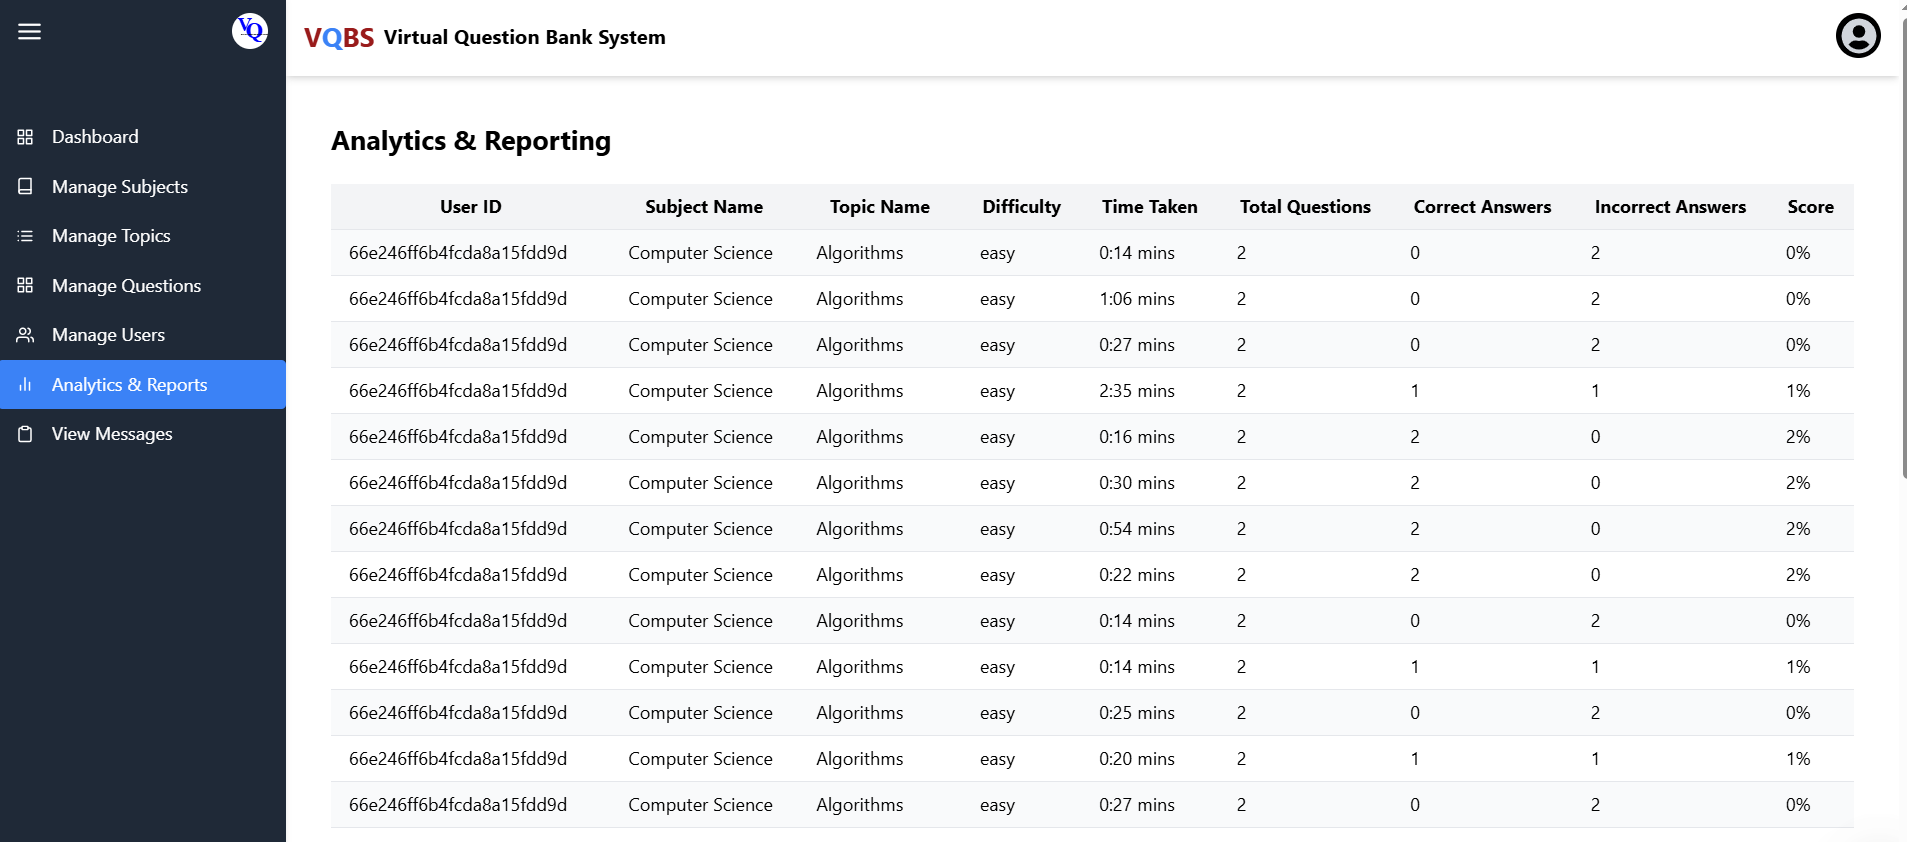 VQ
VQBS Virtual Question Bank System
Dashboard
Manage Subjects
Manage Topics
Manage Questions
Manage Users
Analytics & Reports
View Messages
Analytics & Reporting
User ID Subject Name Topic Name Difficulty Time Taken Total Questions Correct Answers Incorrect Answers Score
66e246ff6b4fcda8a15fdd9d Computer Science Algorithms easy 0:14 mins 2 0 2 0%
66e246ff6b4fcda8a15fdd9d Computer Science Algorithms easy 1:06 mins 2 0 2 0%
66e246ff6b4fcda8a15fdd9d Computer Science Algorithms easy 0:27 mins 2 0 2 0%
66e246ff6b4fcda8a15fdd9d Computer Science Algorithms easy 2:35 mins 2 1 1 1%
66e246ff6b4fcda8a15fdd9d Computer Science Algorithms easy 0:16 mins 2 2 0 2%
66e246ff6b4fcda8a15fdd9d Computer Science Algorithms easy 0:30 mins 2 2 0 2%
66e246ff6b4fcda8a15fdd9d Computer Science Algorithms easy 0:54 mins 2 2 0 2%
66e246ff6b4fcda8a15fdd9d Computer Science Algorithms easy 0:22 mins 2 2 0 2%
66e246ff6b4fcda8a15fdd9d Computer Science Algorithms easy 0:14 mins 2 0 2 0%
66e246ff6b4fcda8a15fdd9d Computer Science Algorithms easy 0:14 mins 2 1 1 1%
66e246ff6b4fcda8a15fdd9d Computer Science Algorithms easy 0:25 mins 2 0 2 0%
66e246ff6b4fcda8a15fdd9d Computer Science Algorithms easy 0:20 mins 2 1 1 1%
66e246ff6b4fcda8a15fdd9d Computer Science Algorithms easy 0:27 mins 2 0 2 0%